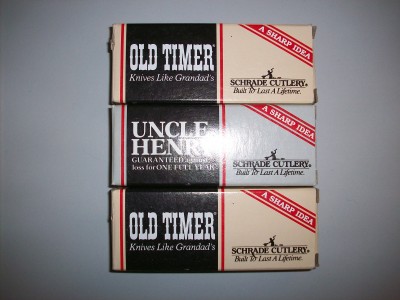 OLD TIMER
Knives Like Grandad's
A SHARP IDEA
SCHRADE CUTLERY®
Built To Last A Lifetime.
UNCLE
HENRY
GUARANTEED against
loss for ONE FULL YEAR
A SHARP IDEA
SCHRADE CUTLERY®
Built To Last A Lifetime.
OLD TIMER
Knives Like Grandad's
A SHARP IDEA
SCHRADE CUTLERY®
Built To Last A Lifetime.